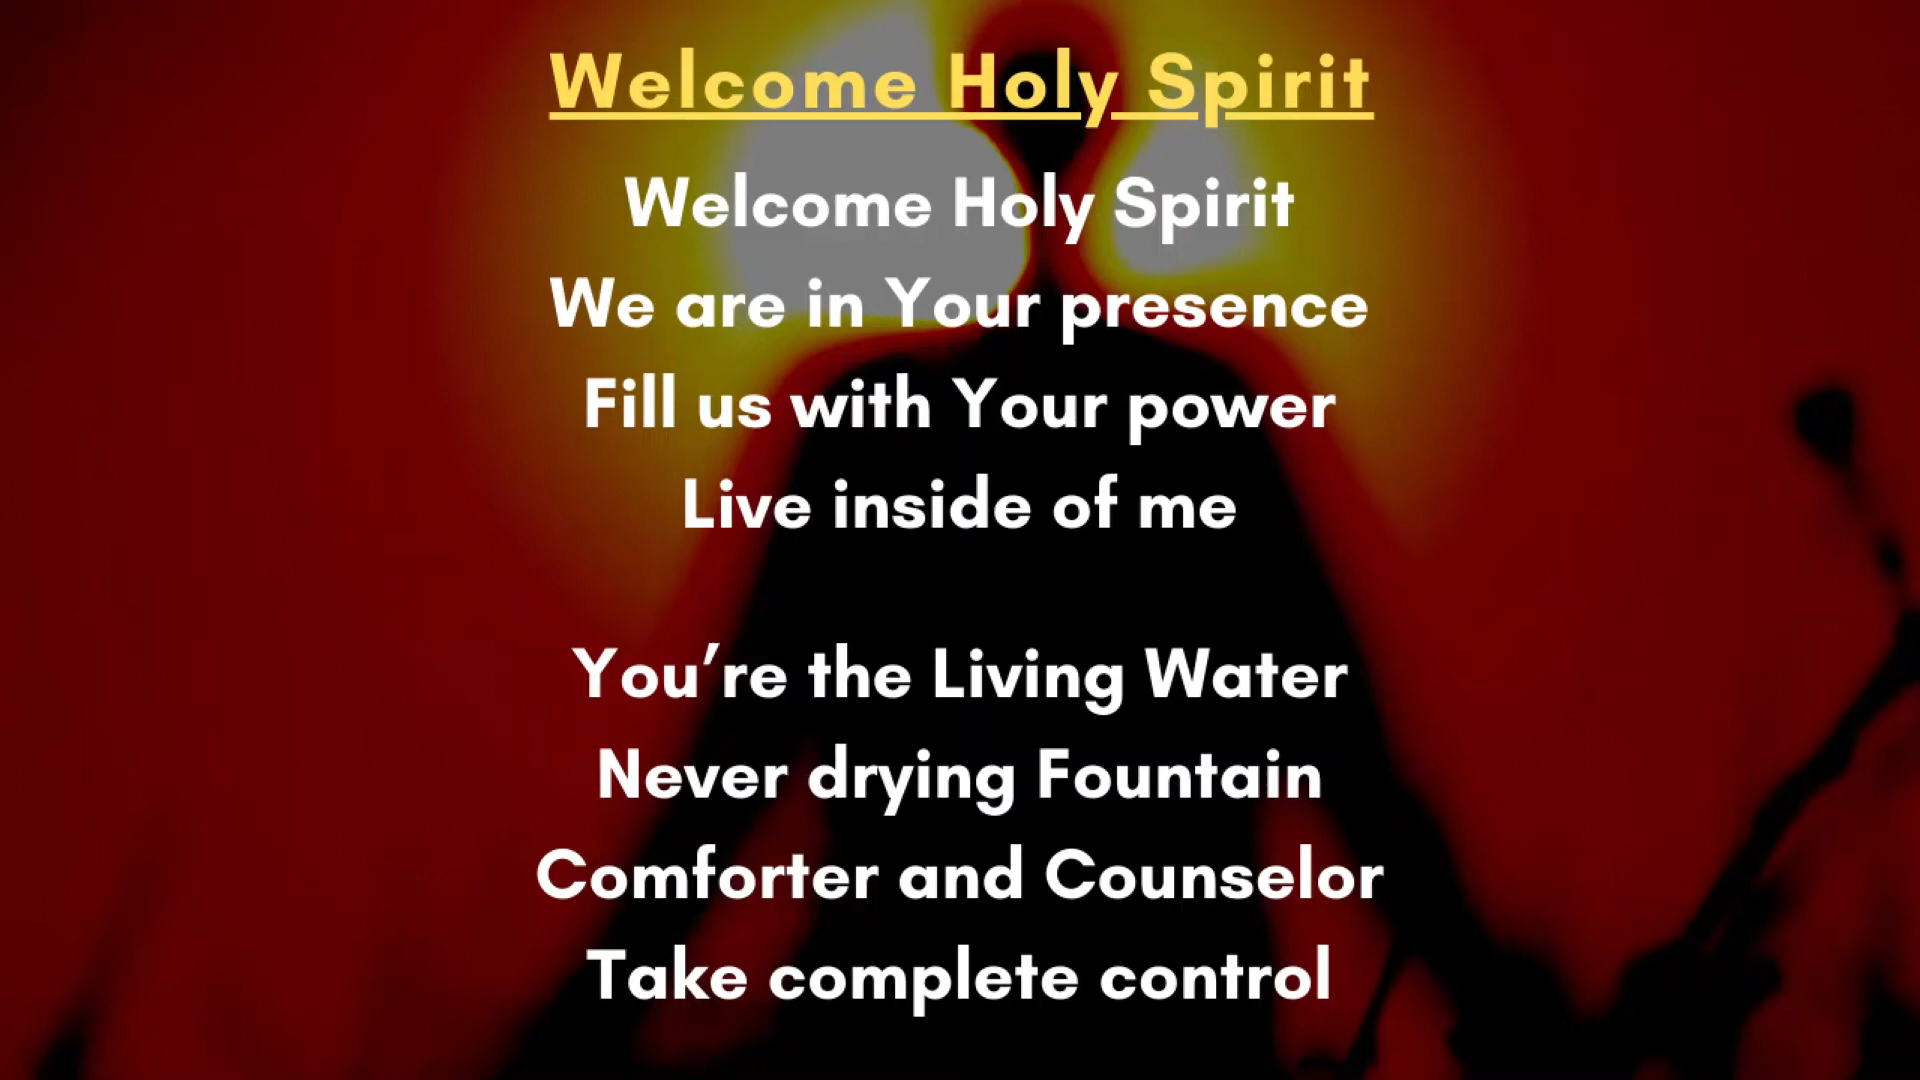 Welcome Holy Spirit
Welcome Holy Spirit
We are in Your presence
Fill us with Your power
Live inside of me
You’re the Living Water
Never drying Fountain
Comforter and Counselor
Take complete control